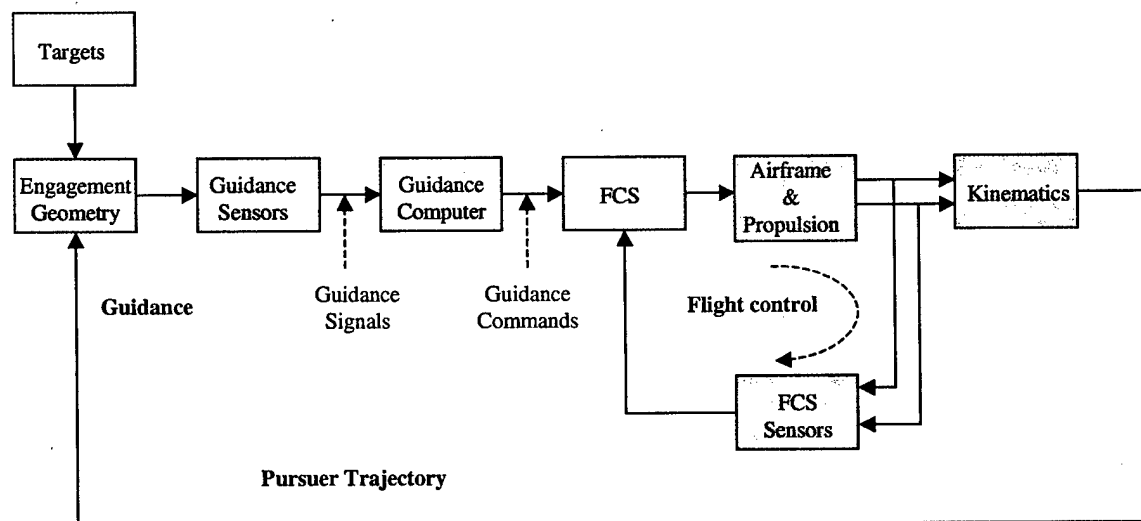 Targets
Engagement
Geometry
Guidance
Sensors
Guidance
Computer
FCS
Airframe
&
Propulsion
Kinematics
Guidance
Guidance
Signals
Guidance
Commands
Flight control
FCS
Sensors
Pursuer Trajectory